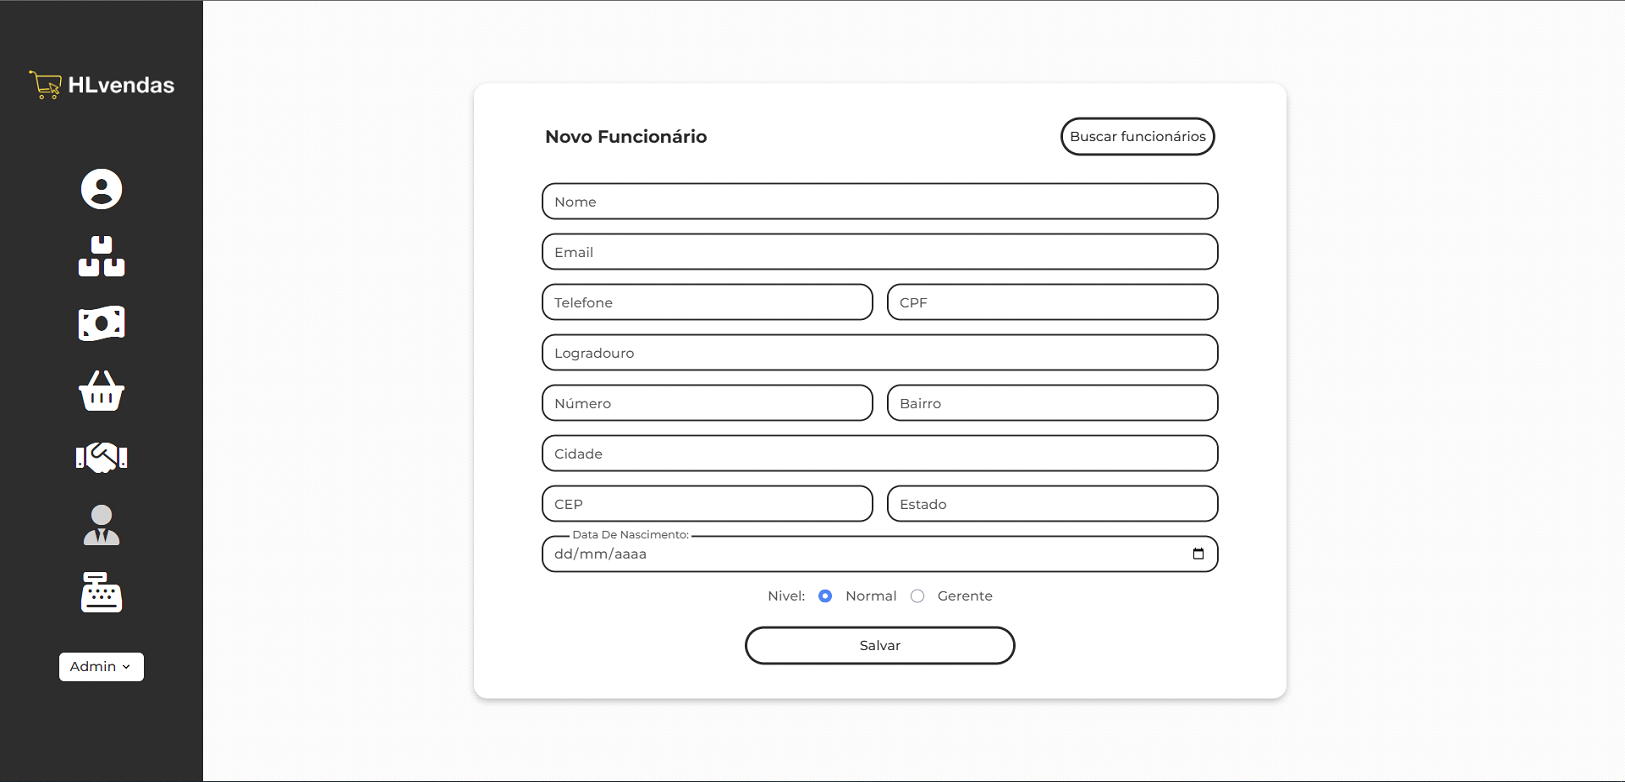 HLvendas
Admin
Novo Funcionário
Buscar funcionários
Nome
Email
Telefone
CPF
Logradouro
Número
Bairro
Cidade
CEP
Estado
Data De Nascimento:
dd/mm/aaaa
Nivel:
Normal
Gerente
Salvar